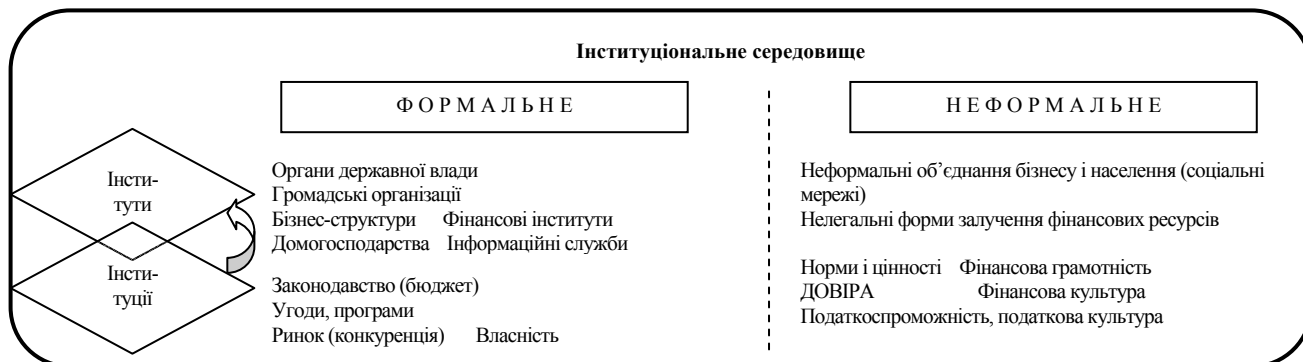 Інституціональне середовище
Ф О Р М А Л Ь Н Е
Н Е Ф О Р М А Л Ь Н Е
Інсти-
тути
Органи державної влади
Громадські організації
Бізнес-структури Фінансові інститути
Домогосподарства Інформаційні служби
Неформальні об’єднання бізнесу і населення (соціальні
мережі)
Нелегальні форми залучення фінансових ресурсів
Інсти-
туції
Законодавство (бюджет)
Угоди, програми
Ринок (конкуренція) Власність
Норми і цінності Фінансова грамотність
ДОВІРА Фінансова культура
Податкоспроможність, податкова культура